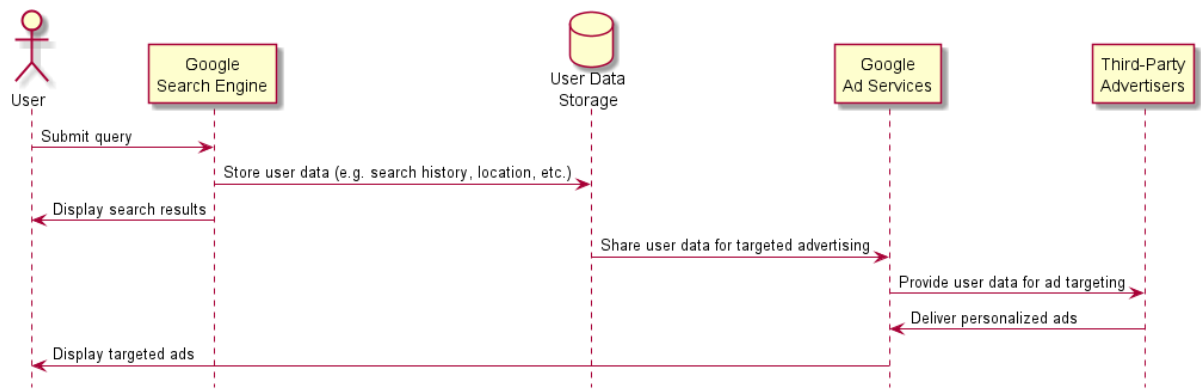 User
Google
Search Engine
User Data
Storage
Google
Ad Services
Third-Party
Advertisers
Submit query
Store user data (e.g. search history, location, etc.)
Display search results
Share user data for targeted advertising
Provide user data for ad targeting
Deliver personalized ads
Display targeted ads